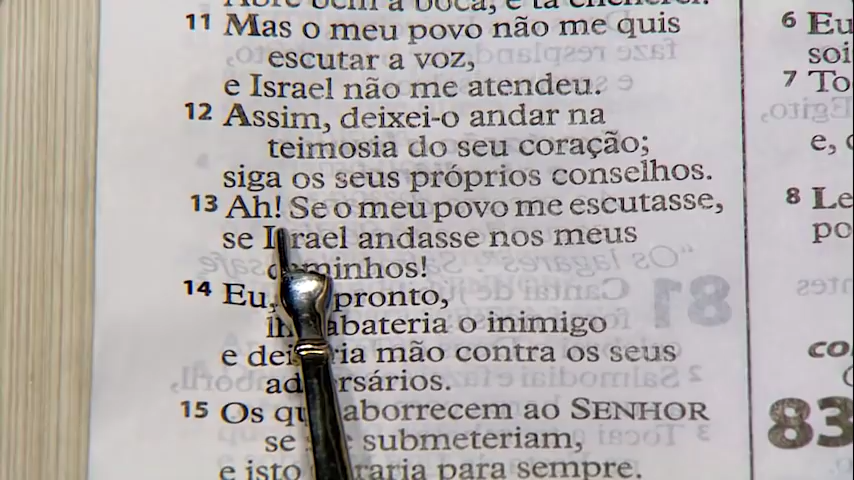 11 Mas o meu povo não me quis
escutar a voz,
e Israel não me atendeu.
12 Assim, deixei-o andar na
teimosia do seu coração;
siga os seus próprios conselhos.
13 Ah! Se o meu povo me escutasse,
se Israel andasse nos meus
caminhos!
14 Eu, pronto,
abateria o inimigo
e mão contra os seus
adversários.
15 Os que aborrecem ao SENHOR
se submeteriam,
e isto para sempre.
6 Eu
7 To
e,
8 Le
po
co
83